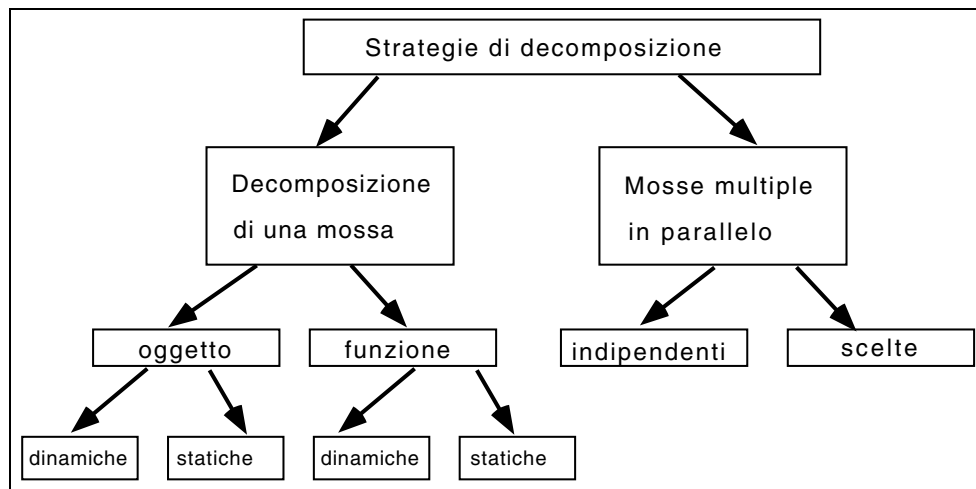 Strategie di decomposizione
Decomposizione
di una mossa
Mosse multiple
in parallelo
oggetto
funzione
indipendenti
scelte
dinamiche
statiche
dinamiche
statiche